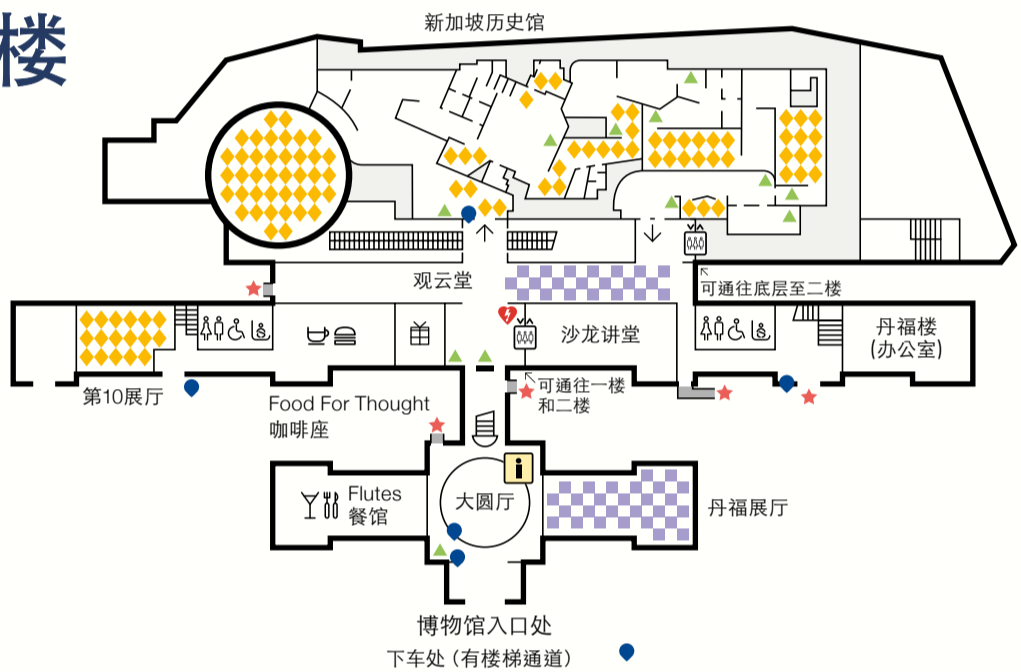 楼
新加坡历史馆
观云堂
可通往底层至二楼
沙龙讲堂
丹福楼
(办公室)
第10展厅
可通往一楼
和二楼
Food For Thought
咖啡座
Flutes
餐馆
大圆厅
i
丹福展厅
博物馆入口处
下车处 (有楼梯通道)